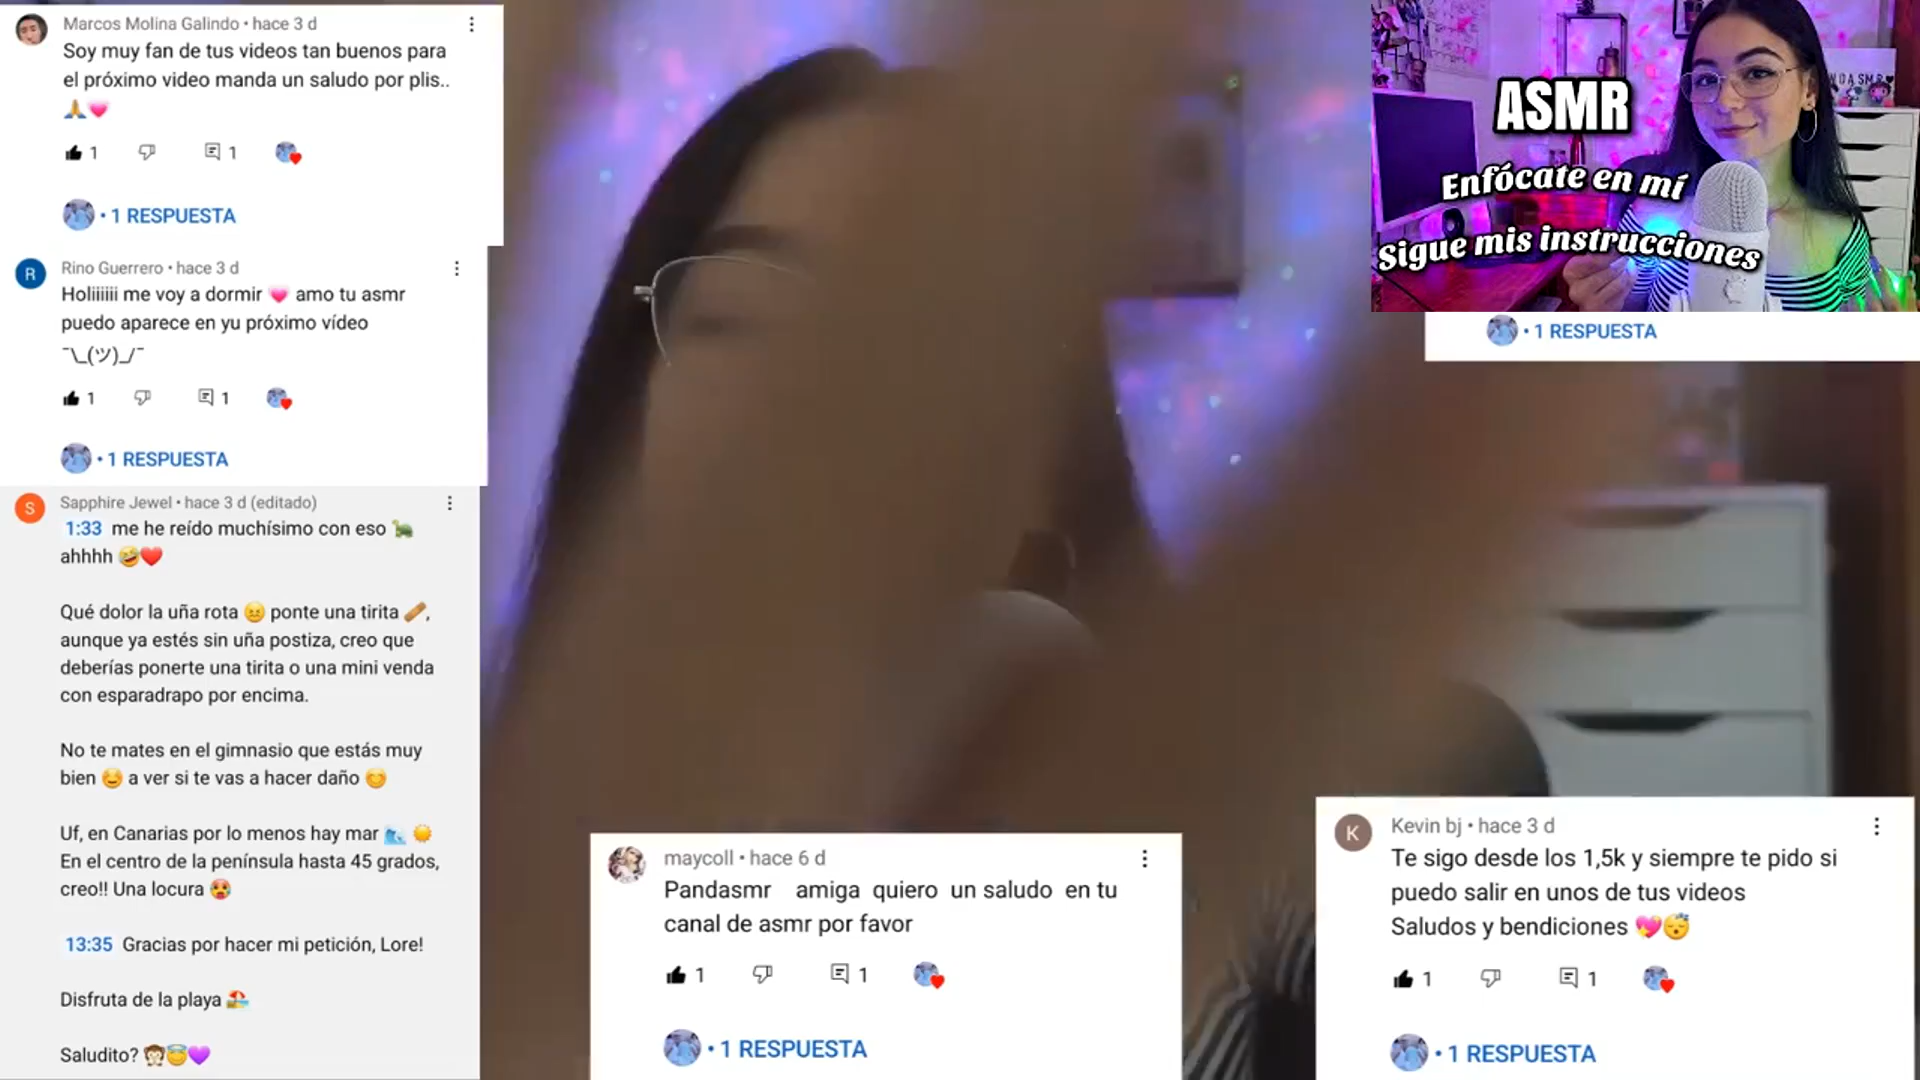 Marcos Molina Galindo • hace 3 d
Soy muy fan de tus videos tan buenos para
el próximo video manda un saludo por plis..
🙏💗
1
1
• 1 RESPUESTA
R
Rino Guerrero • hace 3 d
Holiiiiii me voy a dormir 💗 amo tu asmr
puedo aparece en yu próximo vídeo
¯\_(ツ)_/¯
1
1
• 1 RESPUESTA
S
Sapphire Jewel • hace 3 d (editado)
1:33 me he reído muchísimo con eso 🐢
ahhhh 🤣❤️
Qué dolor la uña rota 😖 ponte una tirita 🩹,
aunque ya estés sin uña postiza, creo que
deberías ponerte una tirita o una mini venda
con esparadrapo por encima.
No te mates en el gimnasio que estás muy
bien ☺️ a ver si te vas a hacer daño 😊
Uf, en Canarias por lo menos hay mar 🌊 ☀️
En el centro de la península hasta 45 grados,
creo!! Una locura 🥵
13:35 Gracias por hacer mi petición, Lore!
Disfruta de la playa 🏖️
Saludito? 🙊😇💜
maycoll • hace 6 d
Pandasmr amiga quiero un saludo en tu
canal de asmr por favor
1
1
• 1 RESPUESTA
ASMR
Enfócate en mí
Sigue mis instrucciones
• 1 RESPUESTA
K
Kevin bj • hace 3 d
Te sigo desde los 1,5k y siempre te pido si
puedo salir en unos de tus videos
Saludos y bendiciones 💖😴
1
1
• 1 RESPUESTA